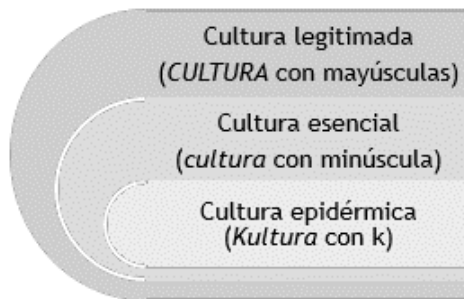 Cultura legitimada
(CULTURA con mayúsculas)
Cultura esencial
(cultura con minúscula)
Cultura epidérmica
(Kultura con k)